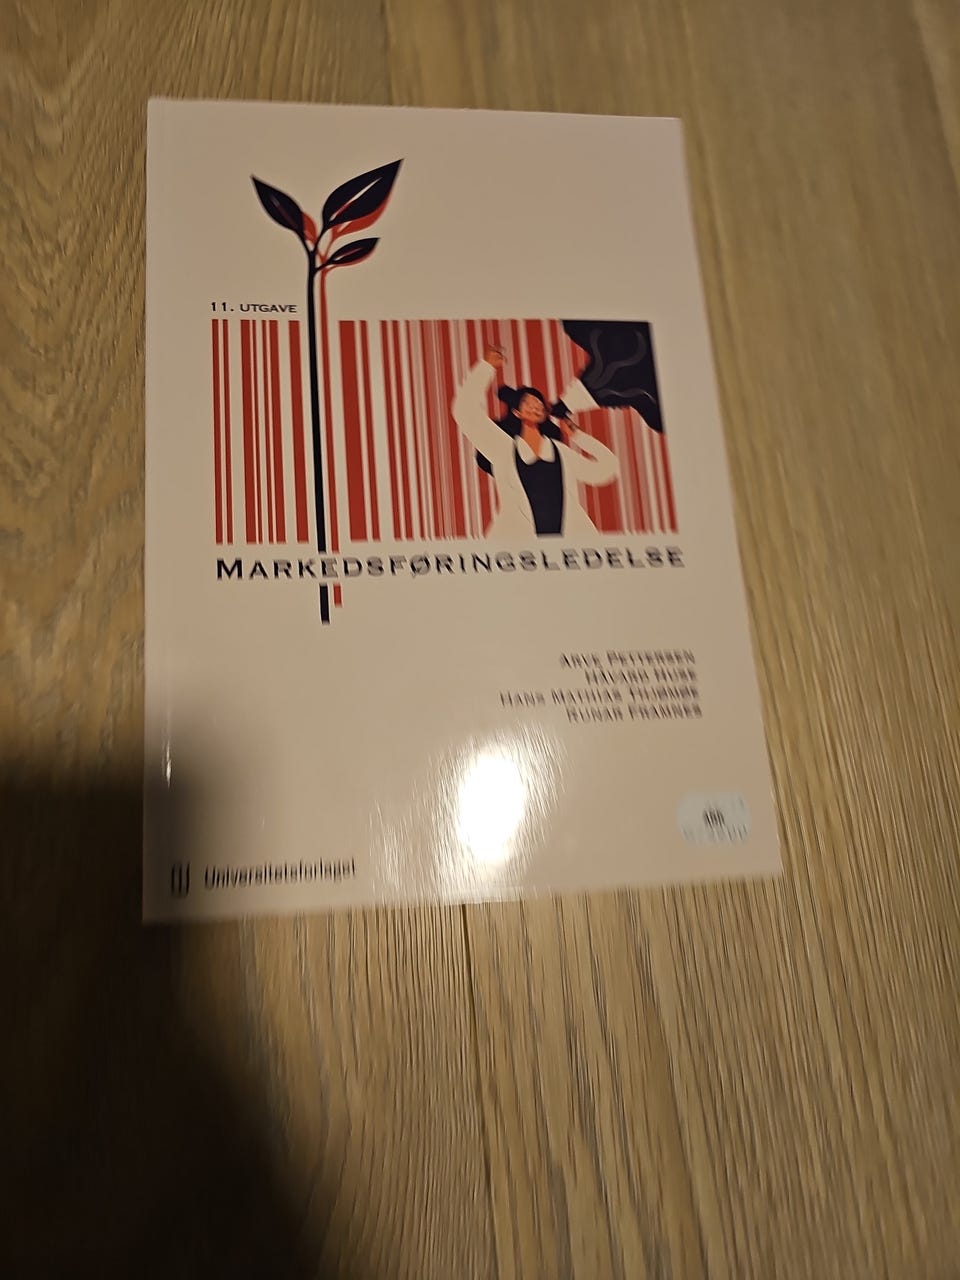 11. UTGAVE
MARKEDSFØRINGSLEDELSE
ARVE PETTERSEN
HÅVARD HUSE
HANS MATHIAS THJØMØE
RUNAR FRAMNES
Universitetsforlaget